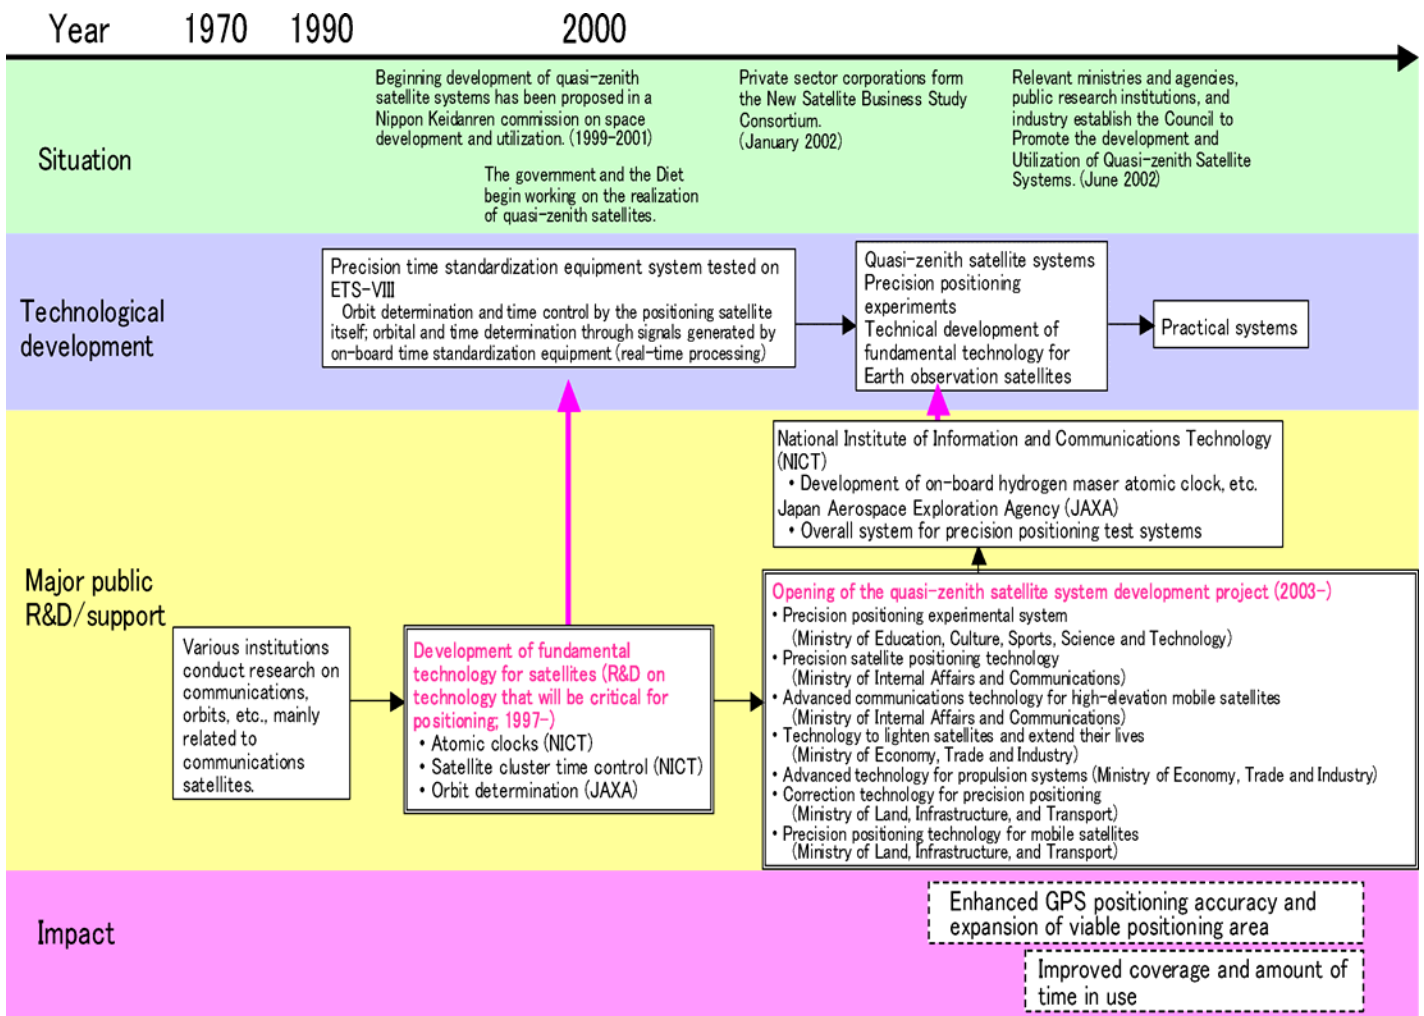 Year 1970 1990 2000
Situation
Beginning development of quasi-zenith
satellite systems has been proposed in a
Nippon Keidanren commission on space
development and utilization. (1999-2001)
The government and the Diet
begin working on the realization
of quasi-zenith satellites.
Private sector corporations form
the New Satellite Business Study
Consortium.
(January 2002)
Relevant ministries and agencies,
public research institutions, and
industry establish the Council to
Promote the development and
Utilization of Quasi-zenith Satellite
Systems. (June 2002)
Technological
development
Precision time standardization equipment system tested on
ETS-VIII
Orbit determination and time control by the positioning satellite
itself; orbital and time determination through signals generated by
on-board time standardization equipment (real-time processing)
Quasi-zenith satellite systems
Precision positioning
experiments
Technical development of
fundamental technology for
Earth observation satellites
Practical systems
Major public
R&D/support
Various institutions
conduct research on
communications,
orbits, etc., mainly
related to
communications
satellites.
Development of fundamental
technology for satellites (R&D on
technology that will be critical for
positioning; 1997-)
• Atomic clocks (NICT)
• Satellite cluster time control (NICT)
• Orbit determination (JAXA)
National Institute of Information and Communications Technology
(NICT)
• Development of on-board hydrogen maser atomic clock, etc.
Japan Aerospace Exploration Agency (JAXA)
• Overall system for precision positioning test systems
Opening of the quasi-zenith satellite system development project (2003-)
• Precision positioning experimental system
(Ministry of Education, Culture, Sports, Science and Technology)
• Precision satellite positioning technology
(Ministry of Internal Affairs and Communications)
• Advanced communications technology for high-elevation mobile satellites
(Ministry of Internal Affairs and Communications)
• Technology to lighten satellites and extend their lives
(Ministry of Economy, Trade and Industry)
• Advanced technology for propulsion systems (Ministry of Economy, Trade and Industry)
• Correction technology for precision positioning
(Ministry of Land, Infrastructure, and Transport)
• Precision positioning technology for mobile satellites
(Ministry of Land, Infrastructure, and Transport)
Impact
Enhanced GPS positioning accuracy and
expansion of viable positioning area
Improved coverage and amount of
time in use